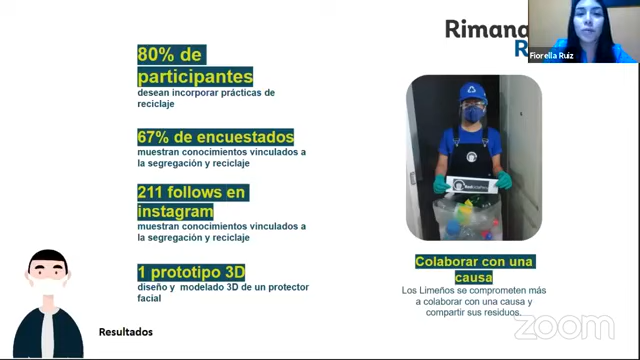 Rimana
R
Fiorella Ruiz
80% de
participantes
desean incorporar prácticas de
reciclaje
67% de encuestados
muestran conocimientos vinculados a
la segregación y reciclaje
211 follows en
instagram
muestran conocimientos vinculados a
la segregación y reciclaje
1 prototipo 3D
diseño y modelado 3D de un protector
facial
Resultados
Colaborar con una
causa
Los Limeños se comprometen más
a colaborar con una causa y
compartir sus residuos.
zoom